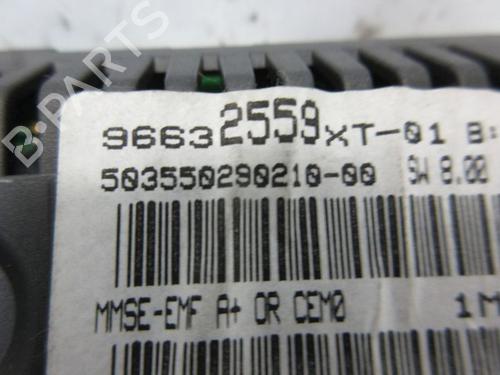 B-PARTS
96632559XT-01 B:
503550290210-00 SW 8.00
MMSE-EMF A+ OR CEM0 1M